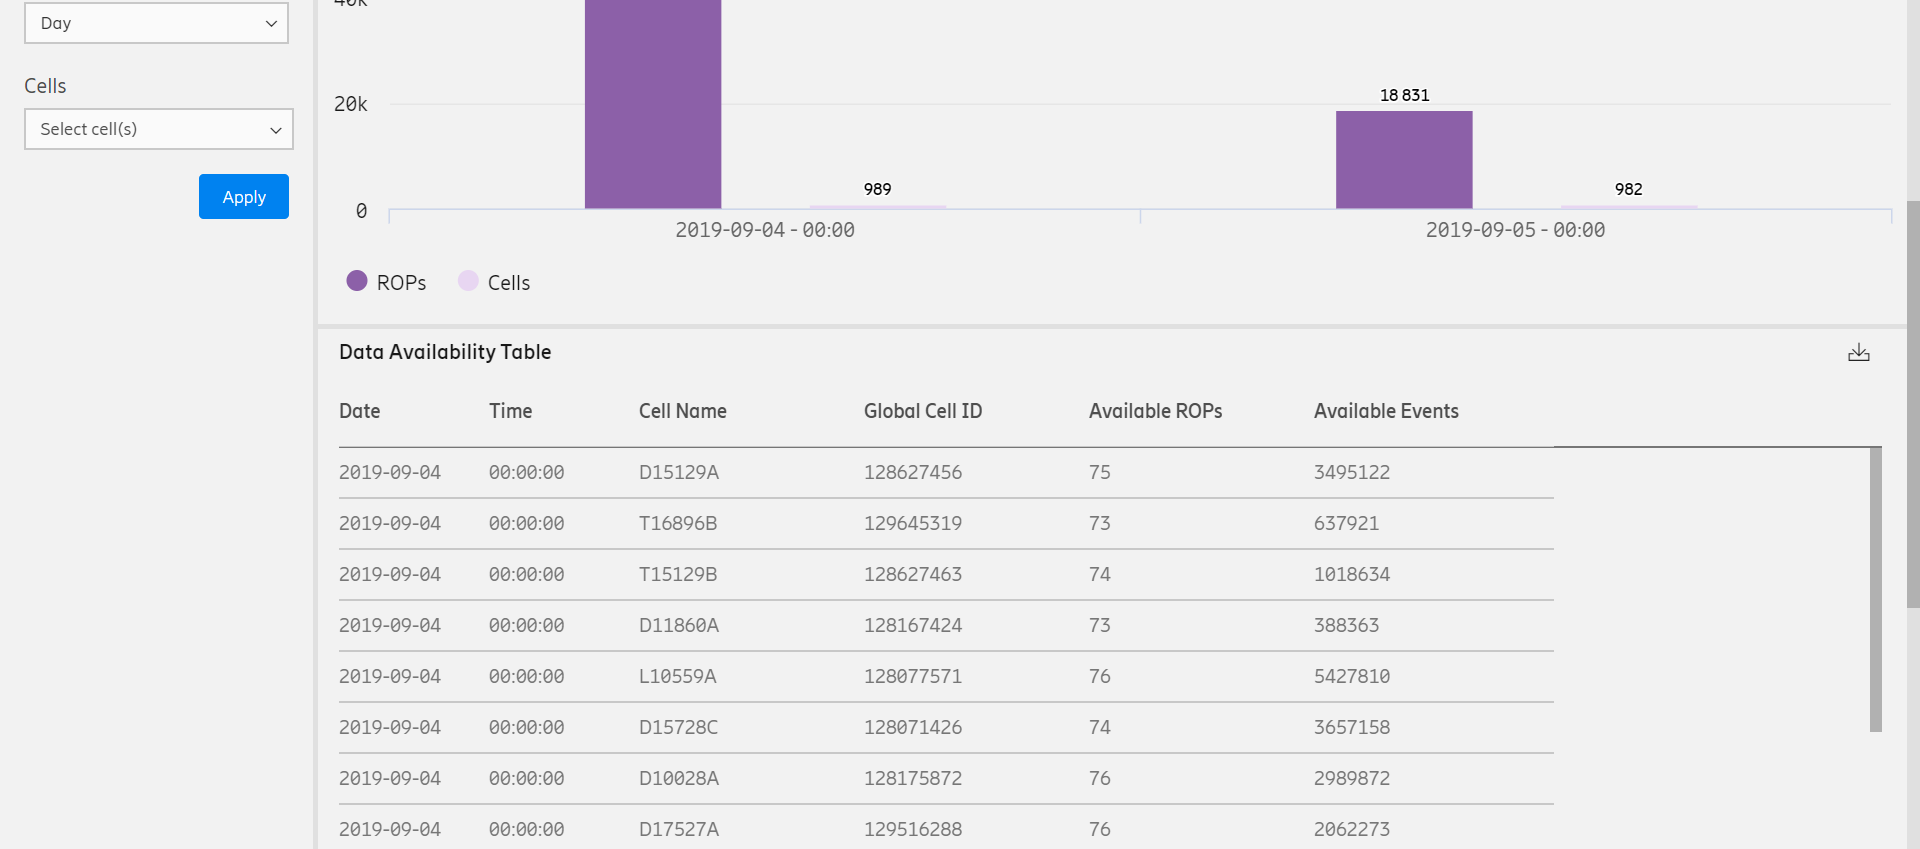 Day
Cells
Select cell(s)
Apply
20k
0
18 831
989
982
2019-09-04 - 00:00
2019-09-05 - 00:00
ROPs
Cells
Data Availability Table
Date Time Cell Name Global Cell ID Available ROPs Available Events
2019-09-04 00:00:00 D15129A 128627456 75 3495122
2019-09-04 00:00:00 T16896B 129645319 73 637921
2019-09-04 00:00:00 T15129B 128627463 74 1018634
2019-09-04 00:00:00 D11860A 128167424 73 388363
2019-09-04 00:00:00 L10559A 128077571 76 5427810
2019-09-04 00:00:00 D15728C 128071426 74 3657158
2019-09-04 00:00:00 D10028A 128175872 76 2989872
2019-09-04 00:00:00 D17527A 129516288 76 2062273